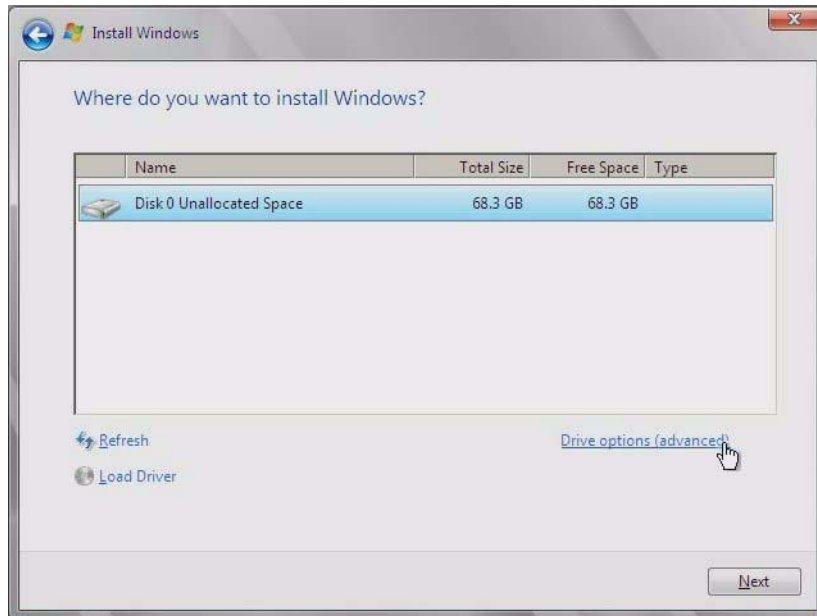 Install Windows
Where do you want to install Windows?
Name Total Size Free Space Type
Disk 0 Unallocated Space 68.3 GB 68.3 GB
Refresh Drive options (advanced)
Load Driver
Next